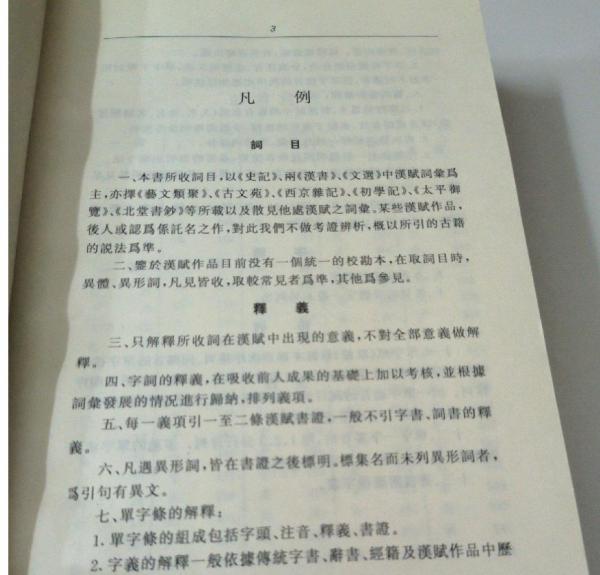 3
凡 例
詞 目
一、本書所收詞目,以《史記》、兩《漢書》、《文選》中漢賦詞彙爲
主,亦擇《藝文類聚》、《古文苑》、《西京雜記》、《初學記》、《太平御
覽》、《北堂書鈔》等所載以及散見他處漢賦之詞彙。某些漢賦作品,
後人或認爲係託名之作,對此我們不做考證辨析,概以所引的古籍
的説法爲準。
二、鑒於漢賦作品目前没有一個統一的校勘本,在取詞目時,
異體、異形詞,凡見皆收,取較常見者爲準,其他爲參見。
釋 義
三、只解釋所收詞在漢賦中出現的意義,不對全部意義做解
釋。
四、字詞的釋義,在吸收前人成果的基礎上加以考核,並根據
詞彙發展的情况進行歸納,排列義項。
五、每一義項引一至二條漢賦書證,一般不引字書、詞書的釋
義。
六、凡遇異形詞,皆在書證之後標明。標集名而未列異形詞者,
爲引句有異文。
七、單字條的解釋:
1.單字條的組成包括字頭、注音、釋義、書證。
2.字義的解釋一般依據傳統字書、辭書、經籍及漢賦作品中歷